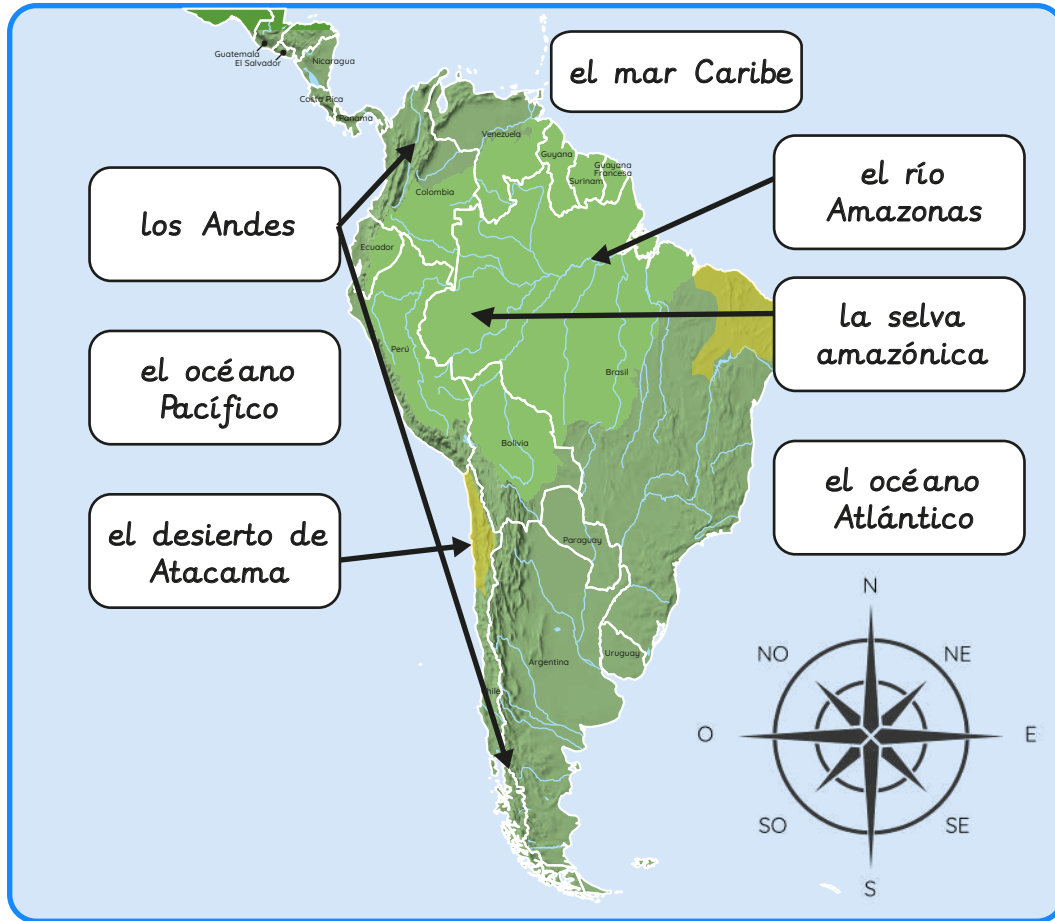 Guatemala
El Salvador
Nicaragua
Costa Rica
Panama
el mar Caribe
Venezuela
Guyana
Guayana
Francesa
Surinam
Colombia
los Andes
el río
Amazonas
Ecuador
la selva
amazónica
el océano
Pacífico
Perú
Brasil
Bolivia
el océano
Atlántico
el desierto de
Atacama
Paraguay
Uruguay
Argentina
N
NO
NE
O
E
SO
SE
S